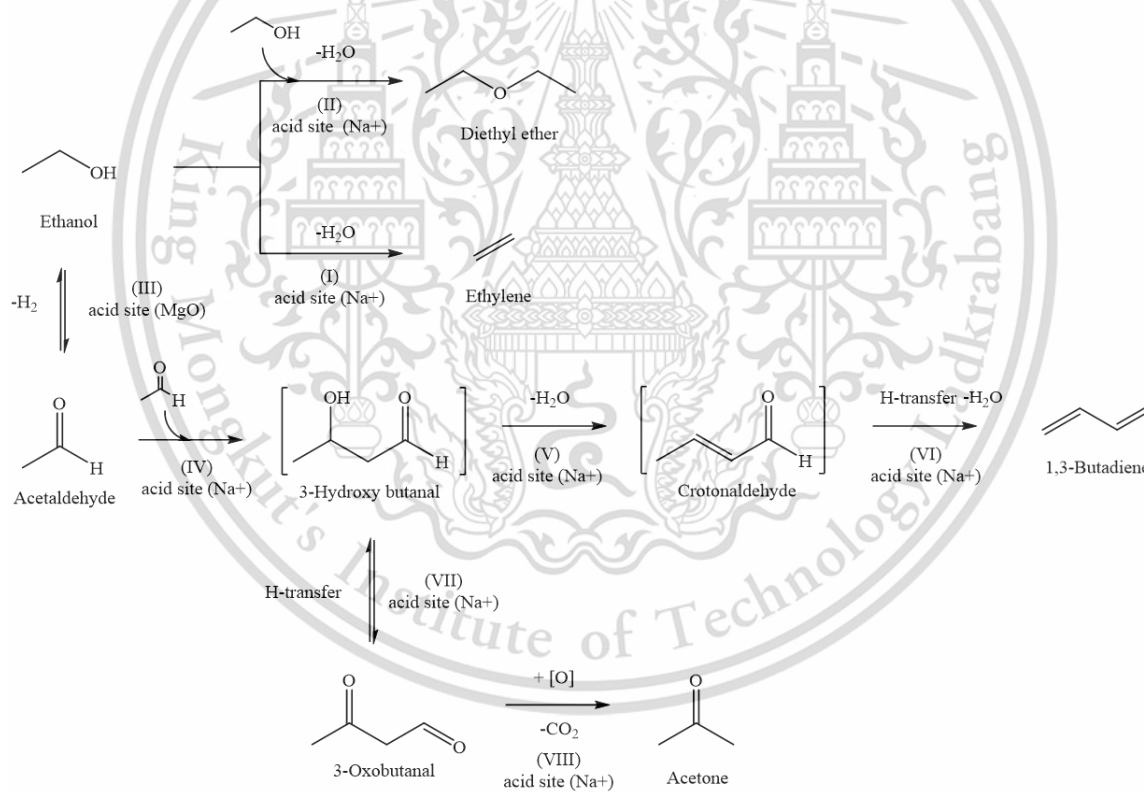 OH
-H₂O
(II)
acid site (Na+)
O
Diethyl ether
OH
Ethanol
-H₂O
(I)
acid site (Na+)
Ethylene
-H₂
(III)
acid site (MgO)
O
H
Acetaldehyde
O
H
(IV)
acid site (Na+)
OH
O
H
3-Hydroxy butanal
-H₂O
(V)
acid site (Na+)
O
H
Crotonaldehyde
H-transfer -H₂O
(VI)
acid site (Na+)
1,3-Butadiene
H-transfer
(VII)
acid site (Na+)
O
O
3-Oxobutanal
+ [O]
-CO₂
(VIII)
acid site (Na+)
O
Acetone
King Mongkut's Institute of Technology Ladkrabang